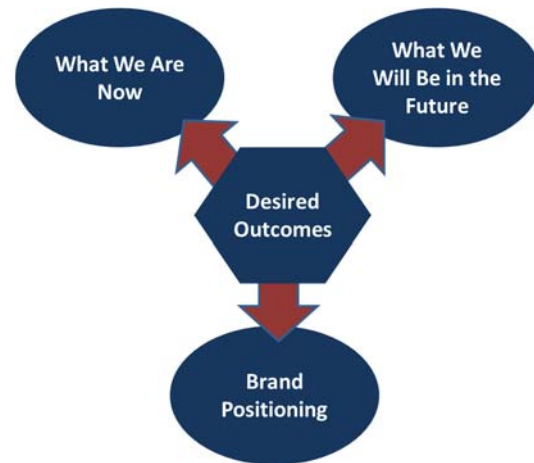 What We Are
Now
What We
Will Be in the
Future
Desired
Outcomes
Brand
Positioning